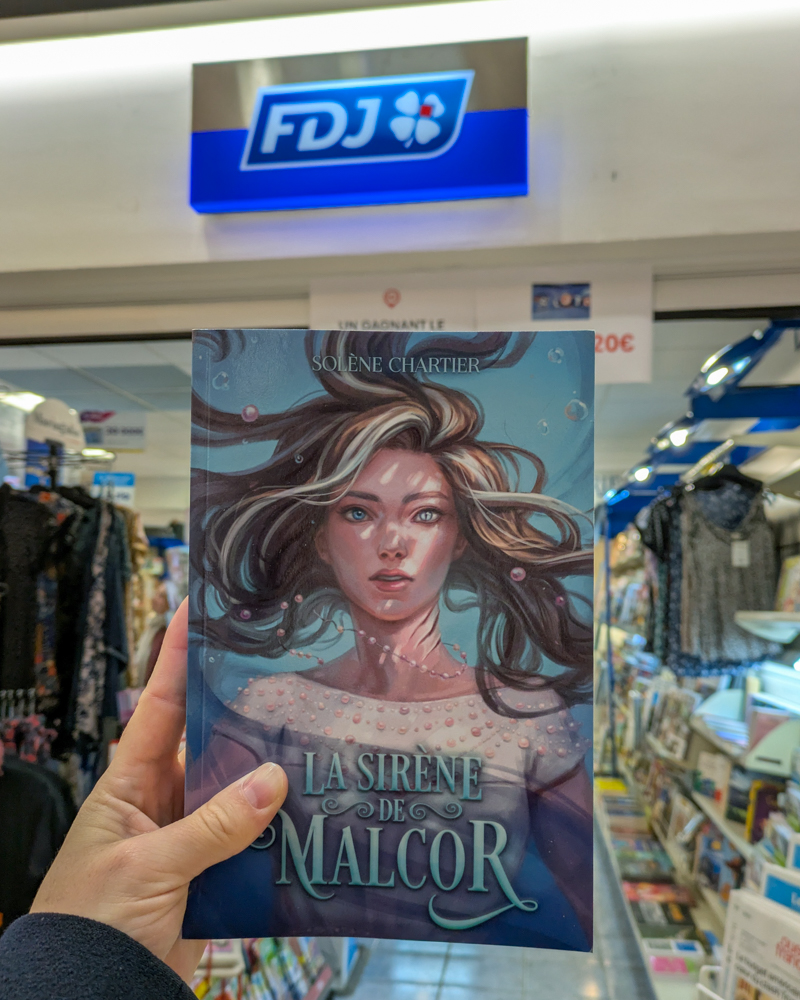 FDJ
UN GAGNANT LE
20€
SOLÈNE CHARTIER
LA SIRÈNE
DE
MALCOR